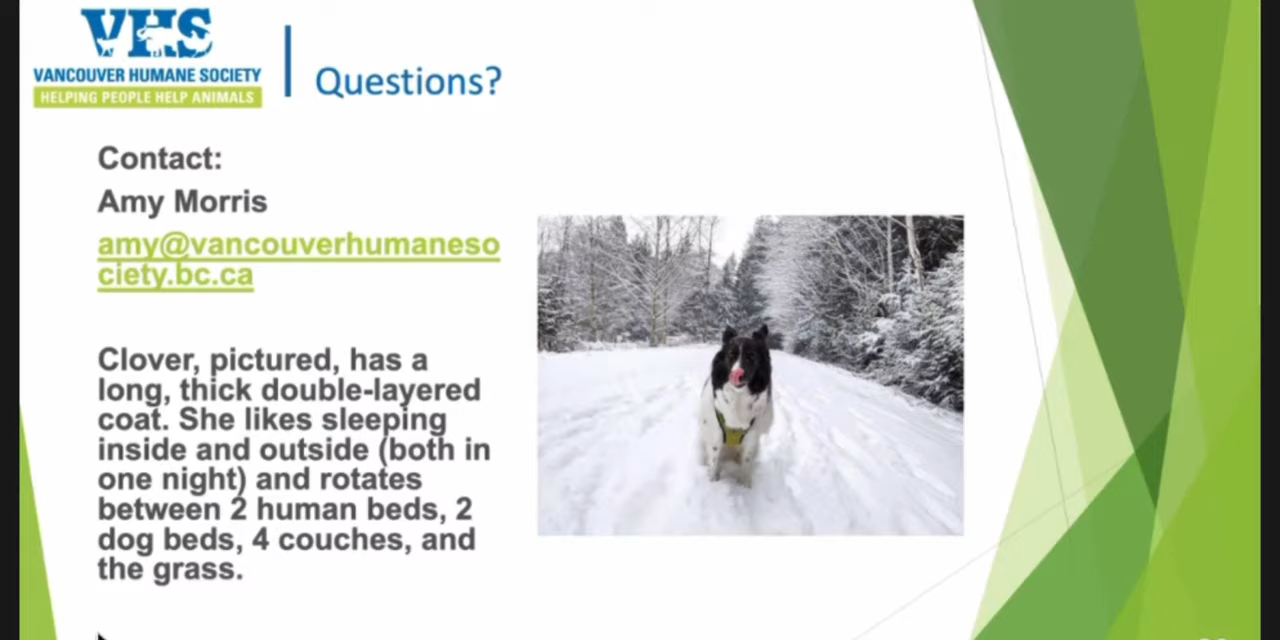 VHS
VANCOUVER HUMANE SOCIETY
HELPING PEOPLE HELP ANIMALS
Questions?
Contact:
Amy Morris
amy@vancouverhumaneso
ciety.bc.ca
Clover, pictured, has a
long, thick double-layered
coat. She likes sleeping
inside and outside (both in
one night) and rotates
between 2 human beds, 2
dog beds, 4 couches, and
the grass.